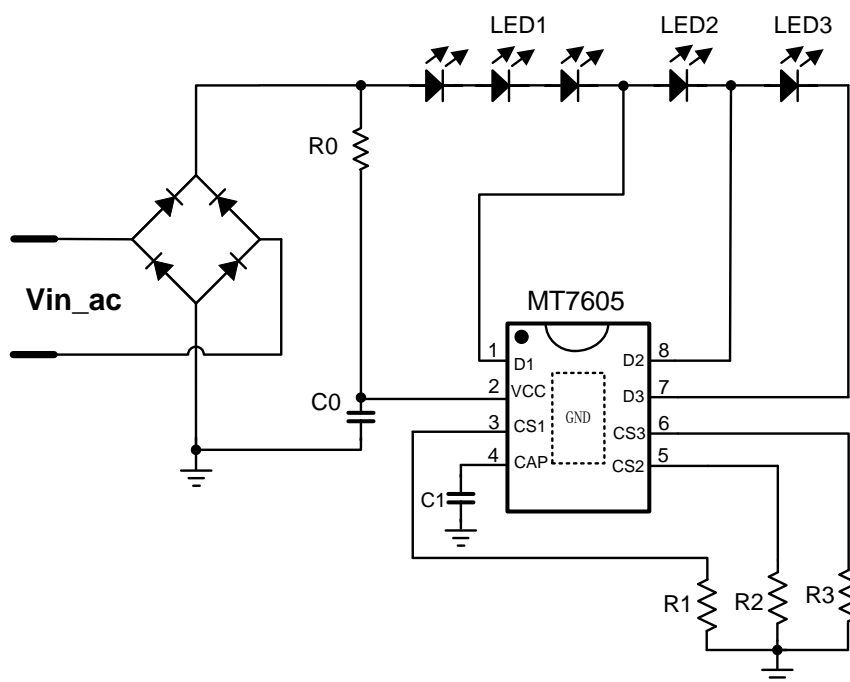 LED1
LED2
LED3
R0
Vin_ac
MT7605
1
D1
D2
8
2
VCC
D3
7
C0
3
CS1
GND
CS3
6
4
CAP
CS2
5
C1
R1
R2
R3